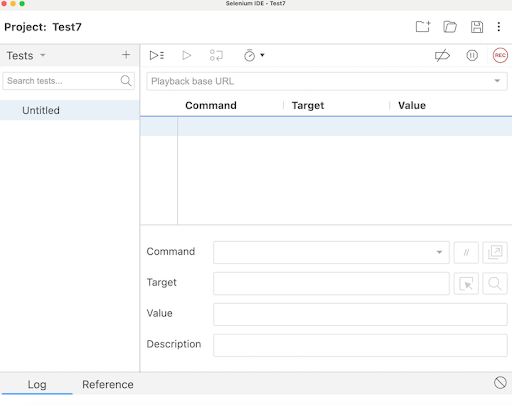 Selenium IDE - Test7
Project: Test7
Tests
REC
Search tests...
Playback base URL
Untitled
Command Target Value
Command
//
Target
Value
Description
Log Reference